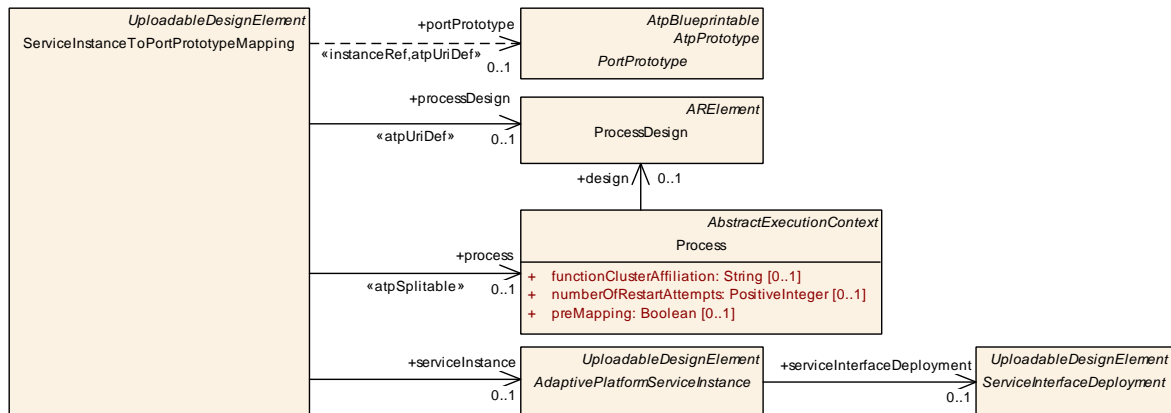 UploadableDesignElement
ServiceInstanceToPortPrototypeMapping
+portPrototype
«instanceRef,atpUriDef»
0..1
AtpBlueprintable
AtpPrototype
PortPrototype
+processDesign
«atpUriDef»
0..1
ARElement
ProcessDesign
+design
0..1
+process
«atpSplitable»
0..1
AbstractExecutionContext
Process
+ functionClusterAffiliation: String [0..1]
+ numberOfRestartAttempts: PositiveInteger [0..1]
+ preMapping: Boolean [0..1]
+serviceInstance
0..1
UploadableDesignElement
AdaptivePlatformServiceInstance
+serviceInterfaceDeployment
0..1
UploadableDesignElement
ServiceInterfaceDeployment